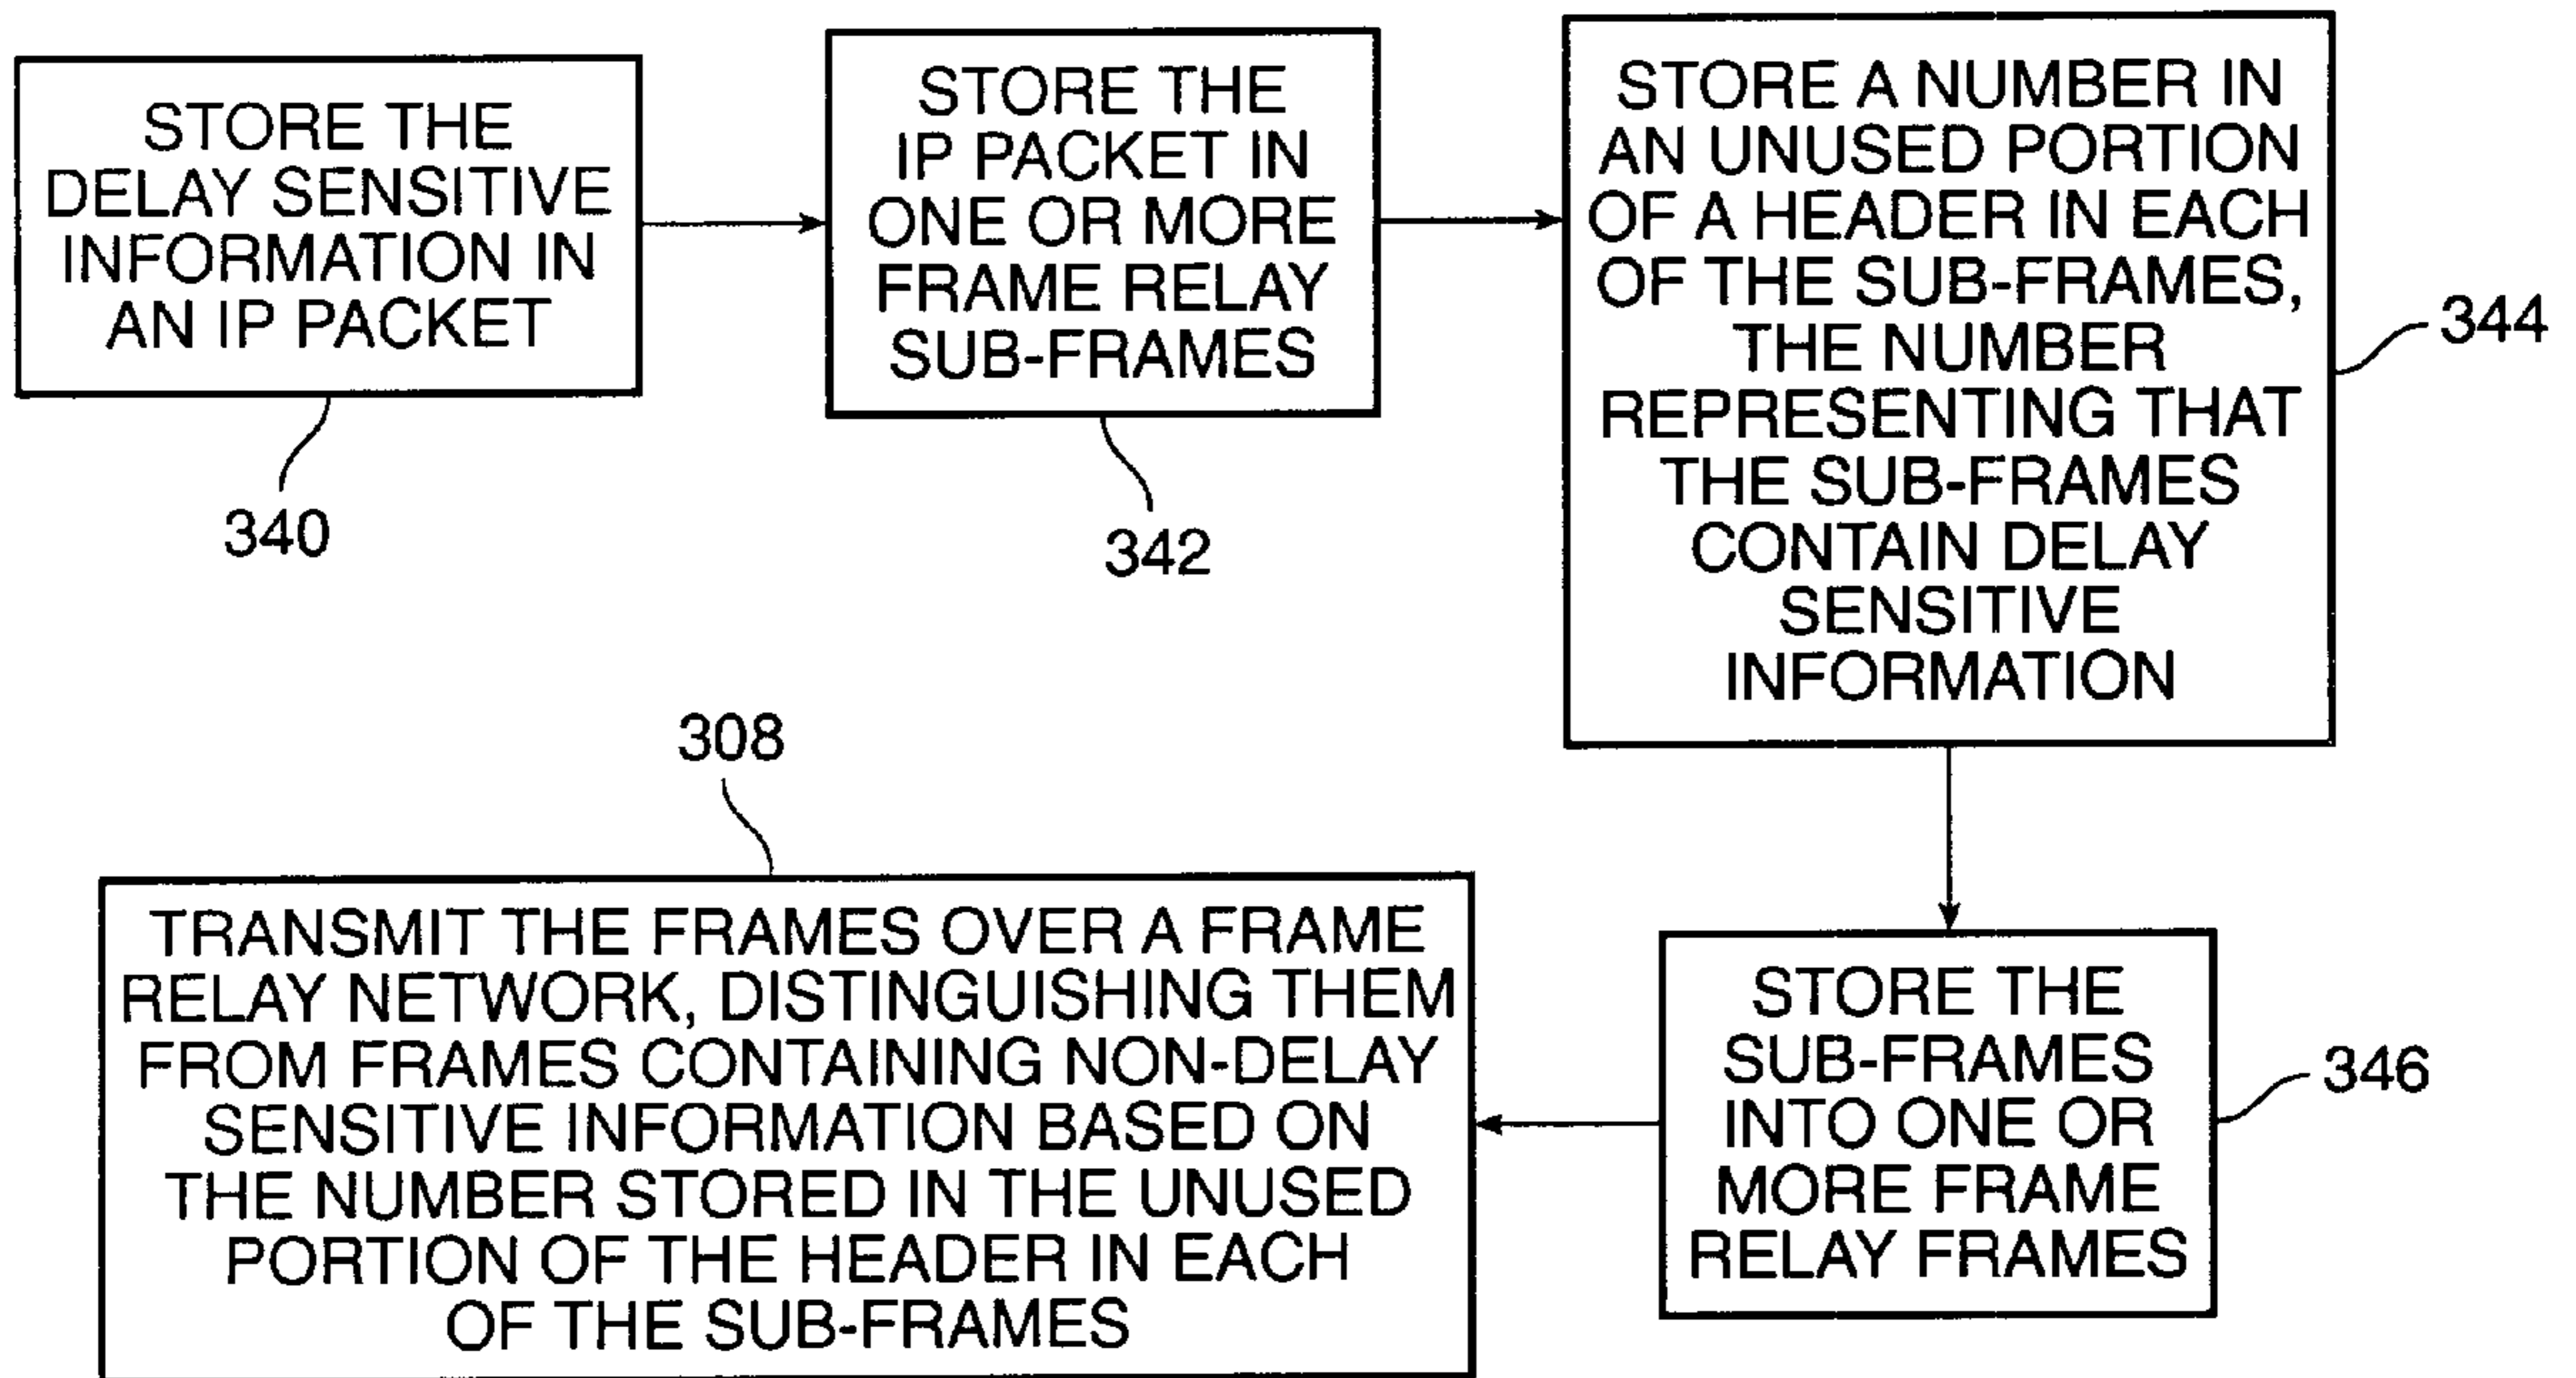 STORE THE
DELAY SENSITIVE
INFORMATION IN
AN IP PACKET
340
STORE THE
IP PACKET IN
ONE OR MORE
FRAME RELAY
SUB-FRAMES
342
STORE A NUMBER IN
AN UNUSED PORTION
OF A HEADER IN EACH
OF THE SUB-FRAMES,
THE NUMBER
REPRESENTING THAT
THE SUB-FRAMES
CONTAIN DELAY
SENSITIVE
INFORMATION
344
STORE THE
SUB-FRAMES
INTO ONE OR
MORE FRAME
RELAY FRAMES
346
308
TRANSMIT THE FRAMES OVER A FRAME
RELAY NETWORK, DISTINGUISHING THEM
FROM FRAMES CONTAINING NON-DELAY
SENSITIVE INFORMATION BASED ON
THE NUMBER STORED IN THE UNUSED
PORTION OF THE HEADER IN EACH
OF THE SUB-FRAMES